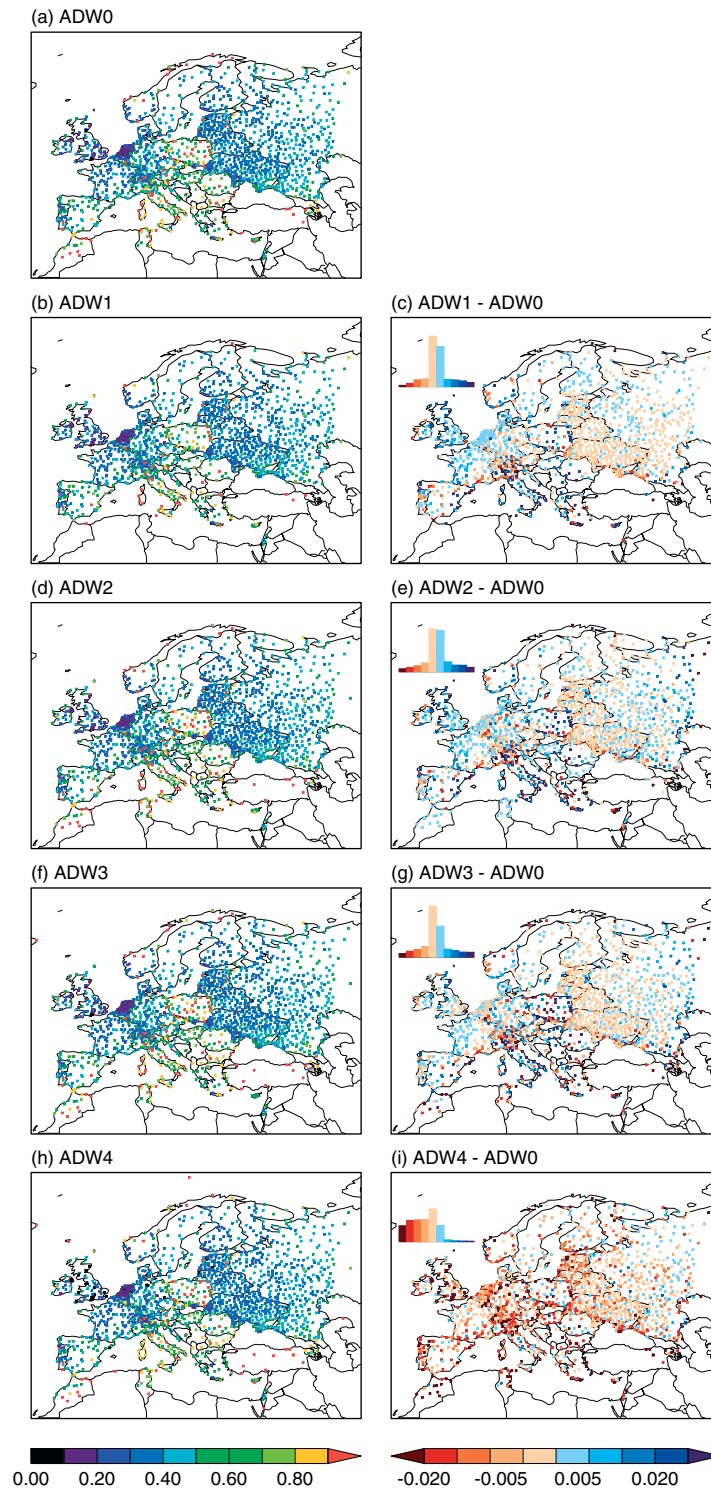 (a) ADW0
(b) ADW1
(c) ADW1 - ADW0
(d) ADW2
(e) ADW2 - ADW0
(f) ADW3
(g) ADW3 - ADW0
(h) ADW4
(i) ADW4 - ADW0
0.00 0.20 0.40 0.60 0.80
-0.020 -0.005 0.005 0.020